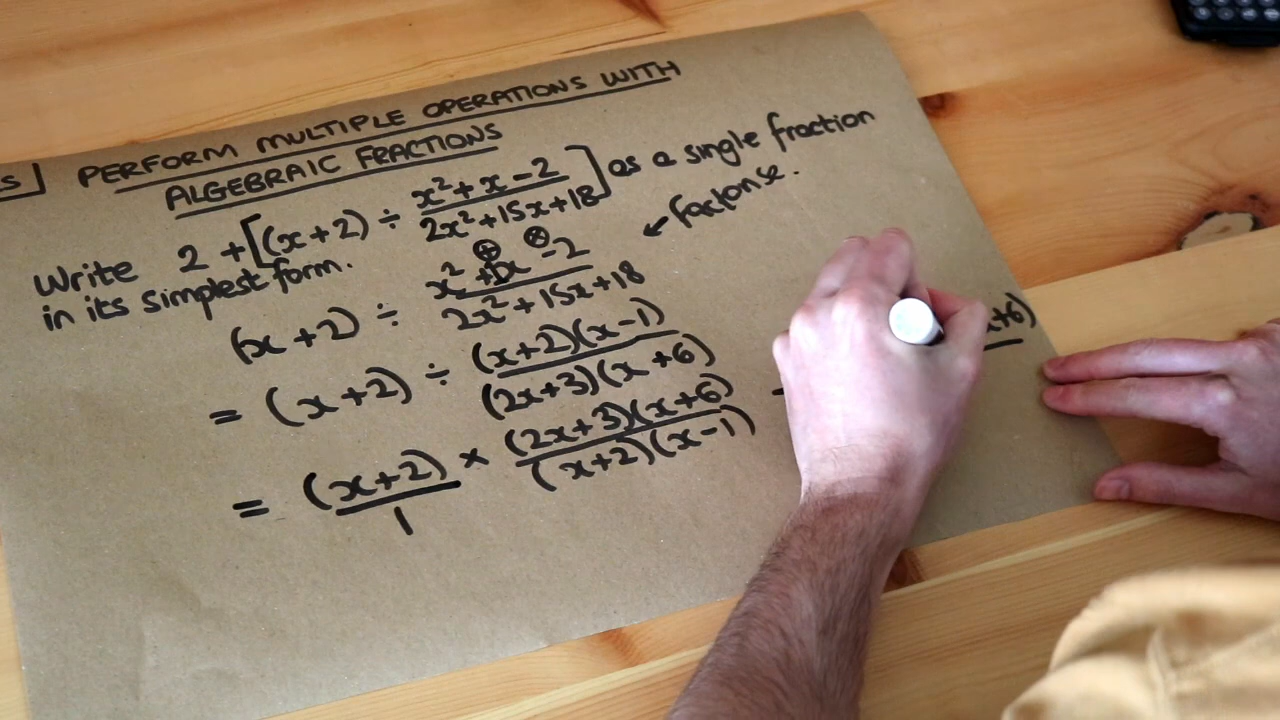 s] PERFORM MULTIPLE OPERATIONS WITH
ALGEBRAIC FRACTIONS
Write 2 + [(x+2) ÷ (x² + x - 2)/(2x² + 15x + 18)] as a single fraction
in its simplest form.
(x+2) ÷ (x² + 1x - 2)/(2x² + 15x + 18) ⊕ ⊗ ← factorise.
= (x+2) ÷ ((x+2)(x-1))/((2x+3)(x+6))
= (x+2)/1 × ((2x+3)(x+6))/((x+2)(x-1))
x+6)